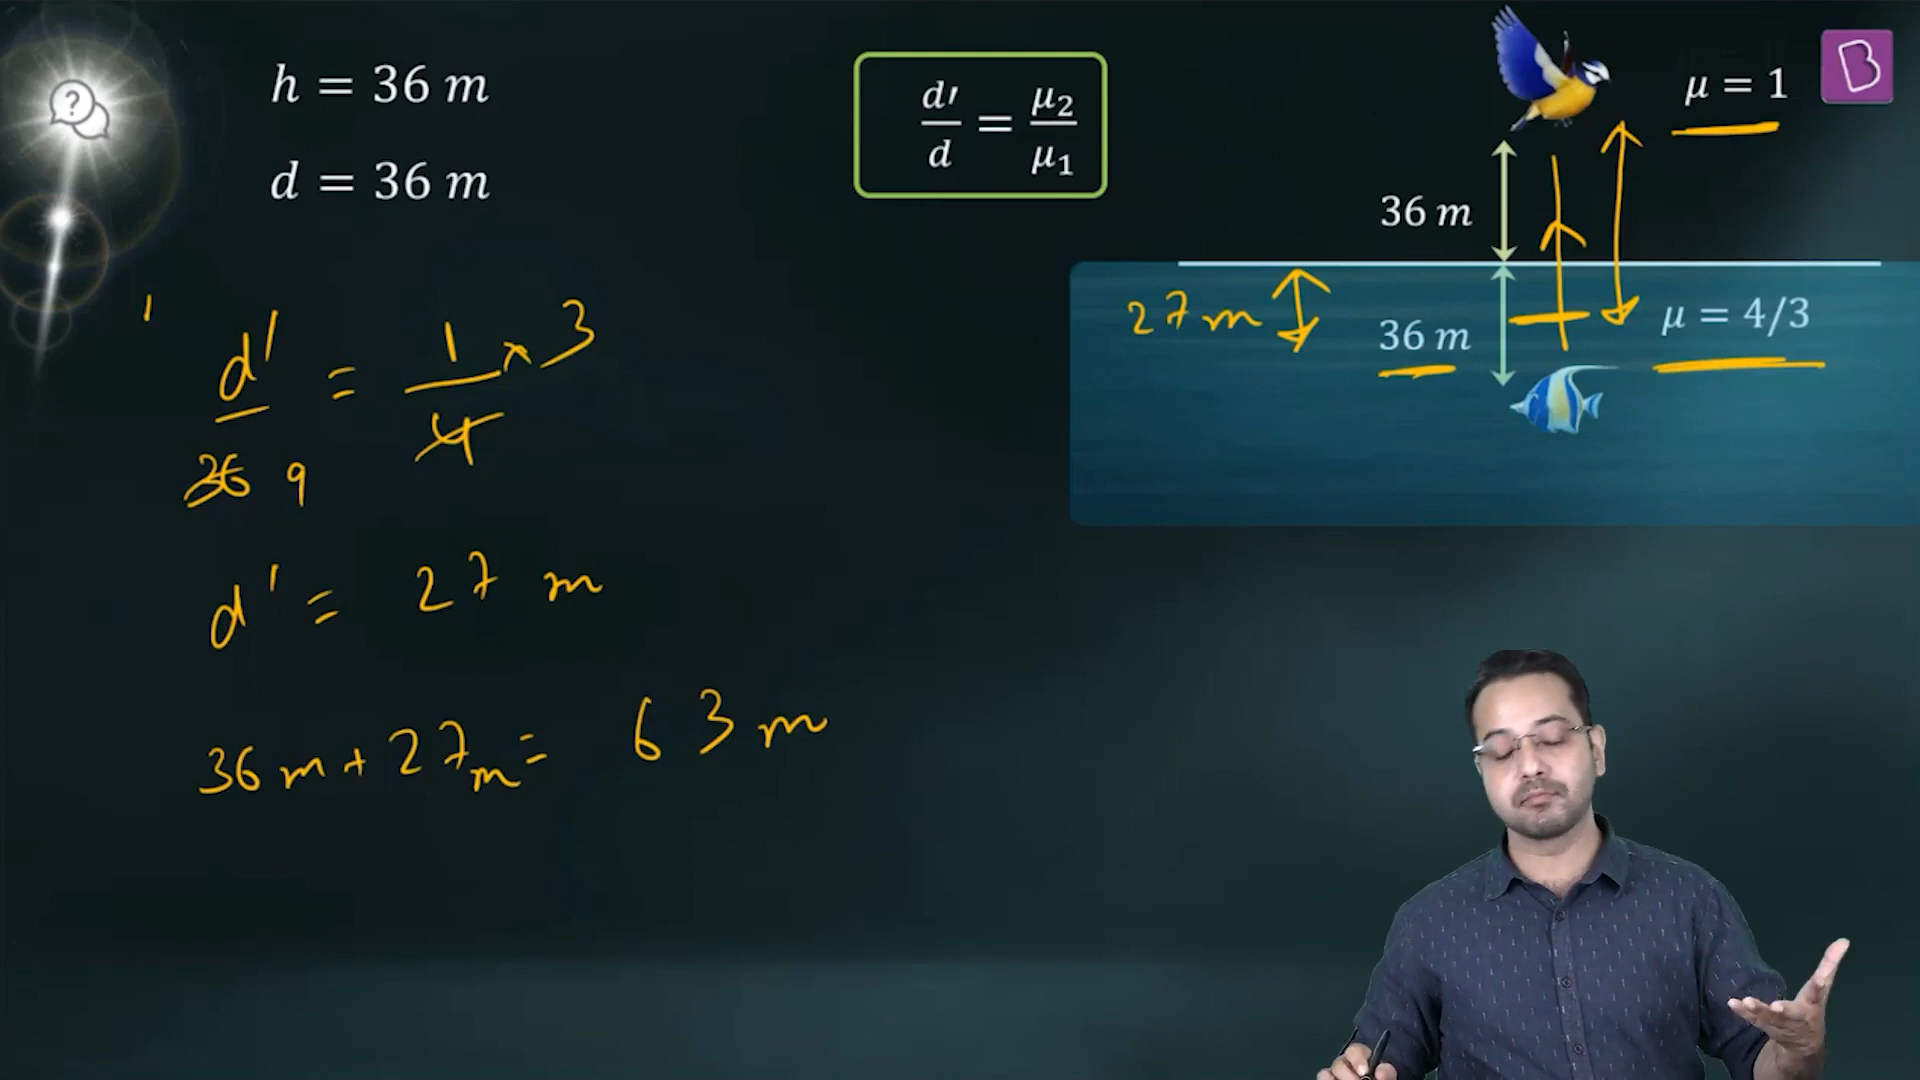 h = 36 m
d = 36 m
d′/d = μ₂/μ₁
μ = 1
36 m
27 m
36 m
μ = 4/3
?
B
1
d'/36 9 = 1/4 × 3
d' = 27 m
36 m + 27 m = 63 m